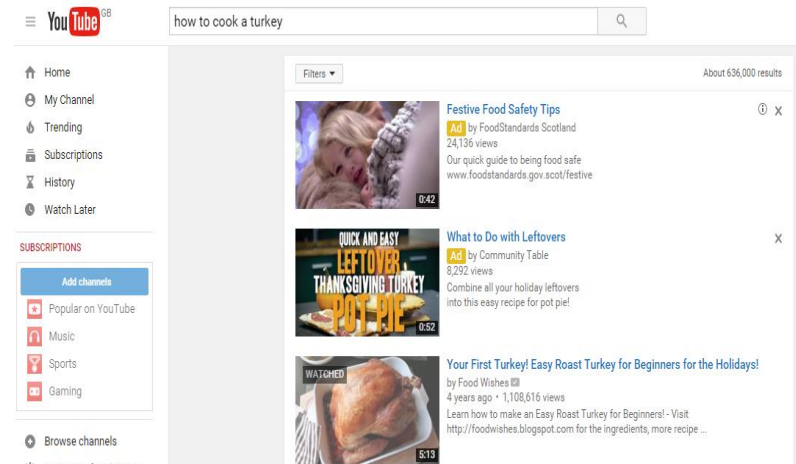 YouTube GB
how to cook a turkey
Home
My Channel
Trending
Subscriptions
History
Watch Later
SUBSCRIPTIONS
Add channels
Popular on YouTube
Music
Sports
Gaming
Browse channels
Filters
About 636,000 results
0:42
Festive Food Safety Tips
Ad by FoodStandards Scotland
24,136 views
Our quick guide to being food safe
www.foodstandards.gov.scot/festive
QUICK AND EASY
LEFTOVER
THANKSGIVING TURKEY
POT PIE
0:52
What to Do with Leftovers
Ad by Community Table
8,292 views
Combine all your holiday leftovers
into this easy recipe for pot pie!
WATCHED
5:13
Your First Turkey! Easy Roast Turkey for Beginners for the Holidays!
by Food Wishes
4 years ago • 1,108,616 views
Learn how to make an Easy Roast Turkey for Beginners! - Visit
http://foodwishes.blogspot.com for the ingredients, more recipe ...